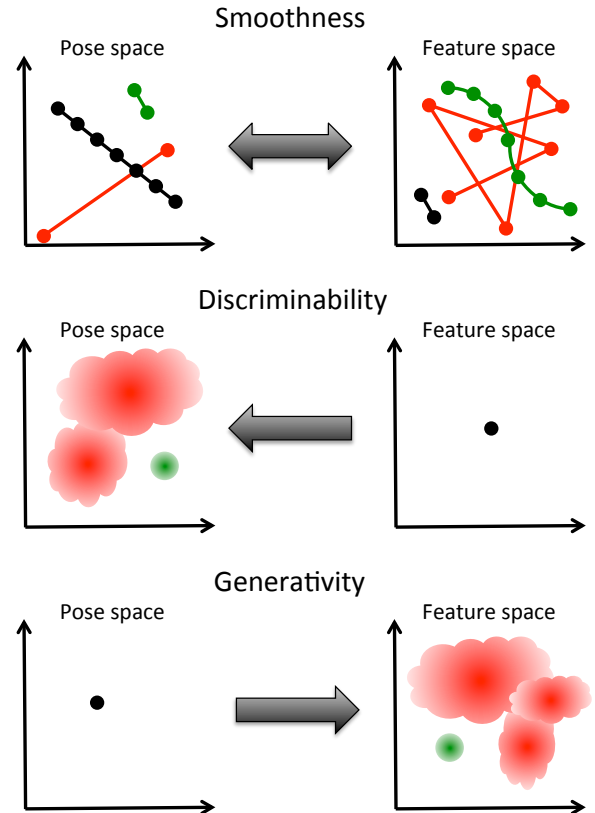 Smoothness
Pose space
Feature space
Discriminability
Pose space
Feature space
Generativity
Pose space
Feature space